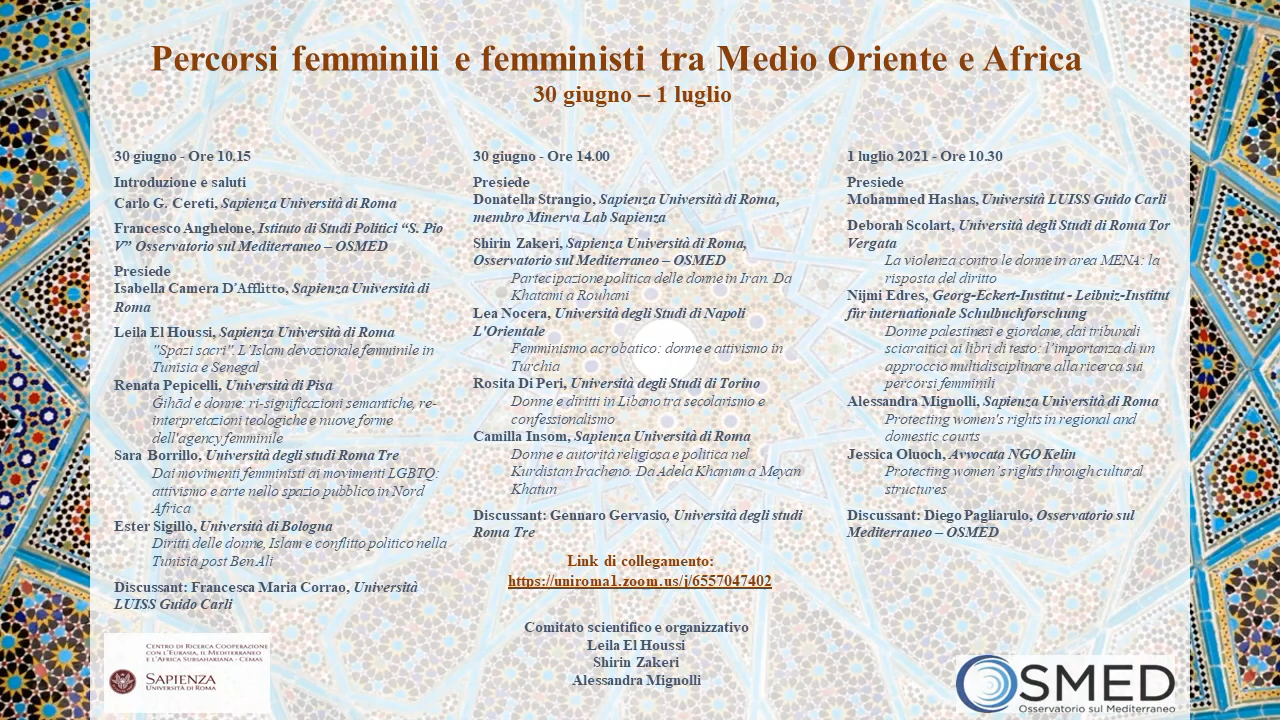 Percorsi femminili e femministi tra Medio Oriente e Africa
30 giugno – 1 luglio
30 giugno - Ore 10.15
Introduzione e saluti
Carlo G. Cereti, Sapienza Università di Roma
Francesco Anghelone, Istituto di Studi Politici “S. Pio
V” Osservatorio sul Mediterraneo – OSMED
Presiede
Isabella Camera D'Afflitto, Sapienza Università di
Roma
Leila El Houssi, Sapienza Università di Roma
"Spazi sacri". L'Islam devozionale femminile in
Tunisia e Senegal
Renata Pepicelli, Università di Pisa
Ğihād e donne: ri-significazioni semantiche, re-
interpretazioni teologiche e nuove forme
dell'agency femminile
Sara Borrillo, Università degli studi Roma Tre
Dai movimenti femministi ai movimenti LGBTQ:
attivismo e arte nello spazio pubblico in Nord
Africa
Ester Sigillò, Università di Bologna
Diritti delle donne, Islam e conflitto politico nella
Tunisia post Ben Ali
Discussant: Francesca Maria Corrao, Università
LUISS Guido Carli
30 giugno - Ore 14.00
Presiede
Donatella Strangio, Sapienza Università di Roma,
membro Minerva Lab Sapienza
Shirin Zakeri, Sapienza Università di Roma,
Osservatorio sul Mediterraneo – OSMED
Partecipazione politica delle donne in Iran. Da
Khatami a Rouhani
Lea Nocera, Università degli Studi di Napoli
L'Orientale
Femminismo acrobatico: donne e attivismo in
Turchia
Rosita Di Peri, Università degli Studi di Torino
Donne e diritti in Libano tra secolarismo e
confessionalismo
Camilla Insom, Sapienza Università di Roma
Donne e autorità religiosa e politica nel
Kurdistan Iracheno. Da Adela Khanum a Meyan
Khatun
Discussant: Gennaro Gervasio, Università degli studi
Roma Tre
Link di collegamento:
https://uniroma1.zoom.us/j/6557047402
Comitato scientifico e organizzativo
Leila El Houssi
Shirin Zakeri
Alessandra Mignolli
1 luglio 2021 - Ore 10.30
Presiede
Mohammed Hashas, Università LUISS Guido Carli
Deborah Scolart, Università degli Studi di Roma Tor
Vergata
La violenza contro le donne in area MENA: la
risposta del diritto
Nijmi Edres, Georg-Eckert-Institut - Leibniz-Institut
für internationale Schulbuchforschung
Donne palestinesi e giordane, dai tribunali
sciaraitici ai libri di testo: l'importanza di un
approccio multidisciplinare alla ricerca sui
percorsi femminili
Alessandra Mignolli, Sapienza Università di Roma
Protecting women's rights in regional and
domestic courts
Jessica Oluoch, Avvocata NGO Kelin
Protecting women’s rights through cultural
structures
Discussant: Diego Pagliarulo, Osservatorio sul
Mediterraneo – OSMED
Centro di Ricerca Cooperazione
con l'Eurasia, il Mediterraneo
e l'Africa Subsahariana - Cemas
Sapienza
Università di Roma
OSMED
Osservatorio sul Mediterraneo